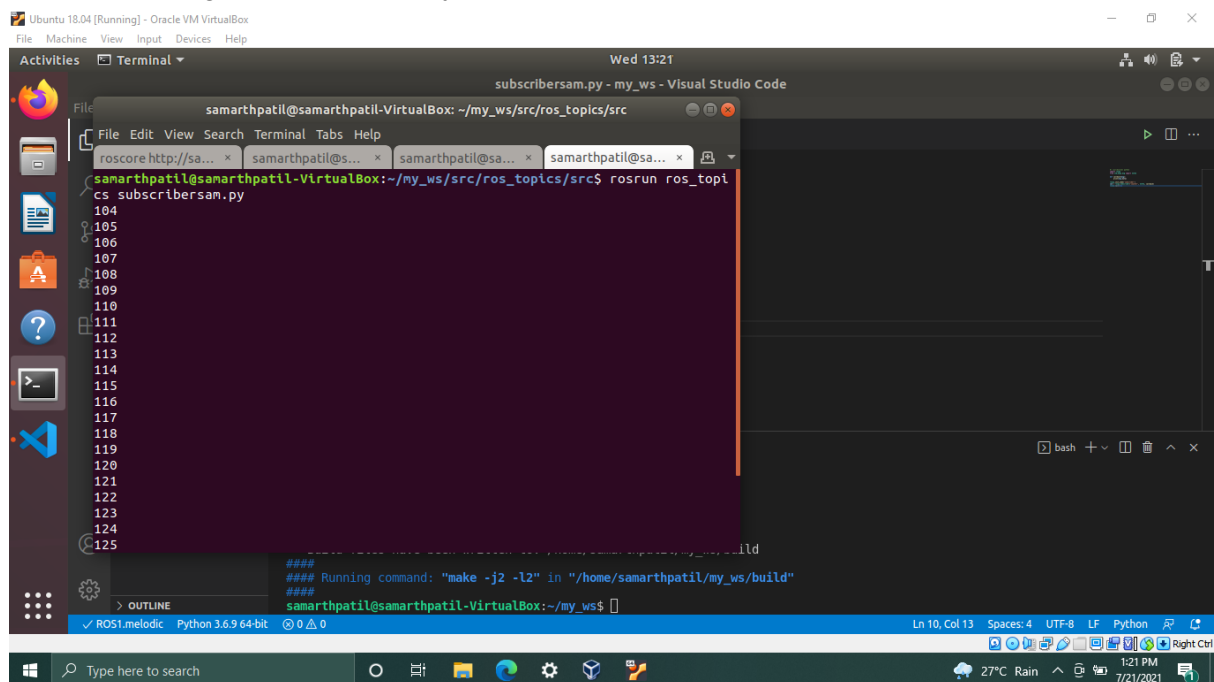 Ubuntu 18.04 [Running] - Oracle VM VirtualBox
File Machine View Input Devices Help
Activities Terminal Wed 13:21
subscribersam.py - my_ws - Visual Studio Code
File
samarthpatil@samarthpatil-VirtualBox: ~/my_ws/src/ros_topics/src
File Edit View Search Terminal Tabs Help
roscore http://sa... × samarthpatil@s... × samarthpatil@sa... × samarthpatil@sa... ×
samarthpatil@samarthpatil-VirtualBox:~/my_ws/src/ros_topics/src$ rosrun ros_topi
cs subscribersam.py
104
105
106
107
108
109
110
111
112
113
114
115
116
117
118
119
120
121
122
123
124
125
bash
####
#### Running command: "make -j2 -l2" in "/home/samarthpatil/my_ws/build"
####
> OUTLINE
samarthpatil@samarthpatil-VirtualBox:~/my_ws$
ROS1.melodic Python 3.6.9 64-bit 0 0 Ln 10, Col 13 Spaces: 4 UTF-8 LF Python
Right Ctrl
Type here to search 27°C Rain 1:21 PM
7/21/2021